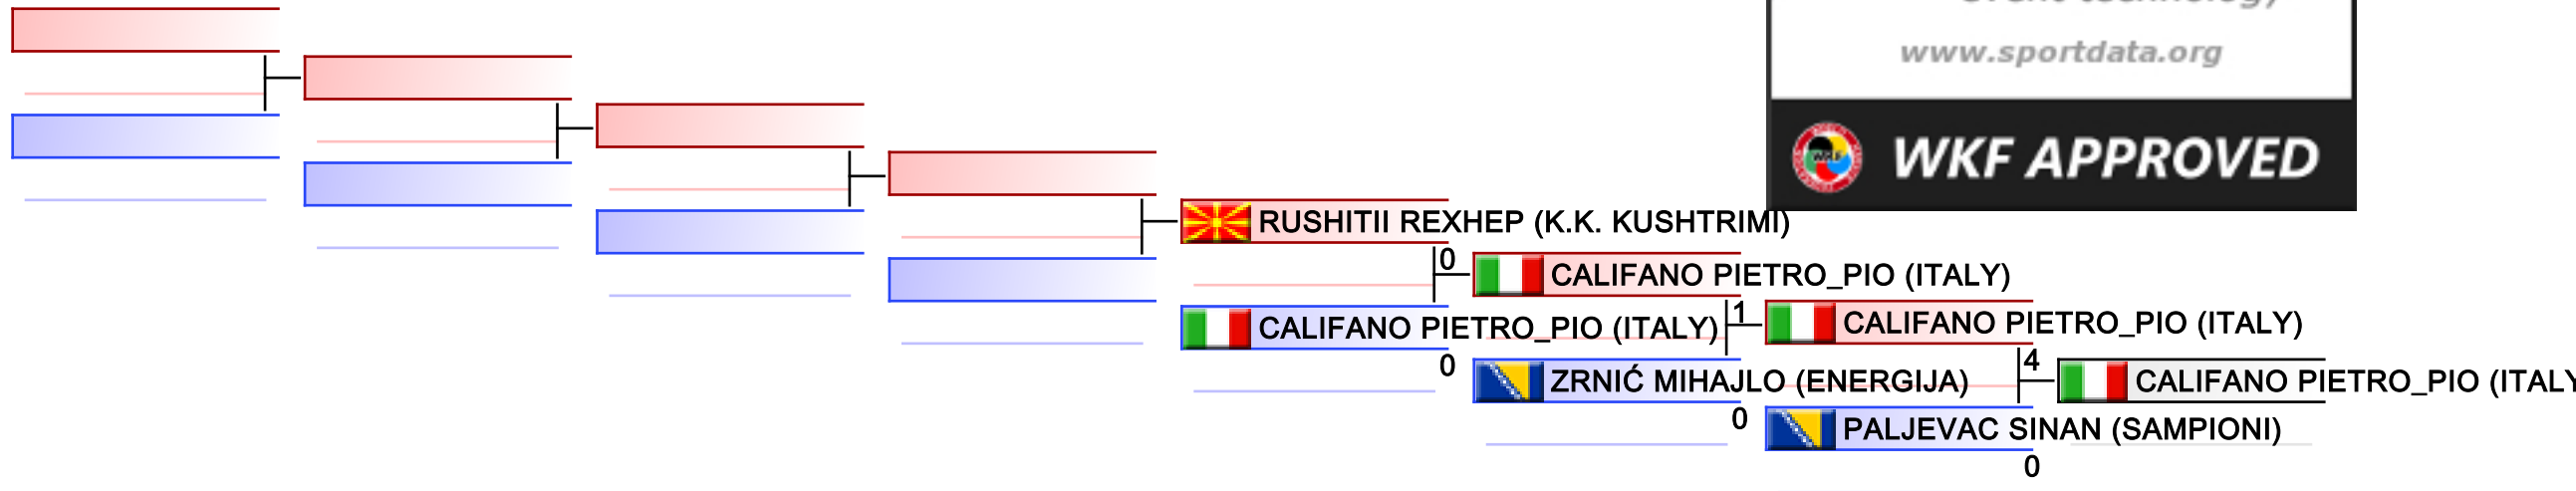 www.sportdata.org
WKF APPROVED
RUSHITII REXHEP (K.K. KUSHTRIMI)
0
CALIFANO PIETRO_PIO (ITALY)
1
CALIFANO PIETRO_PIO (ITALY)
CALIFANO PIETRO_PIO (ITALY)
0
4
ZRNIĆ MIHAJLO (ENERGIJA)
CALIFANO PIETRO_PIO (ITALY
0
PALJEVAC SINAN (SAMPIONI)
0